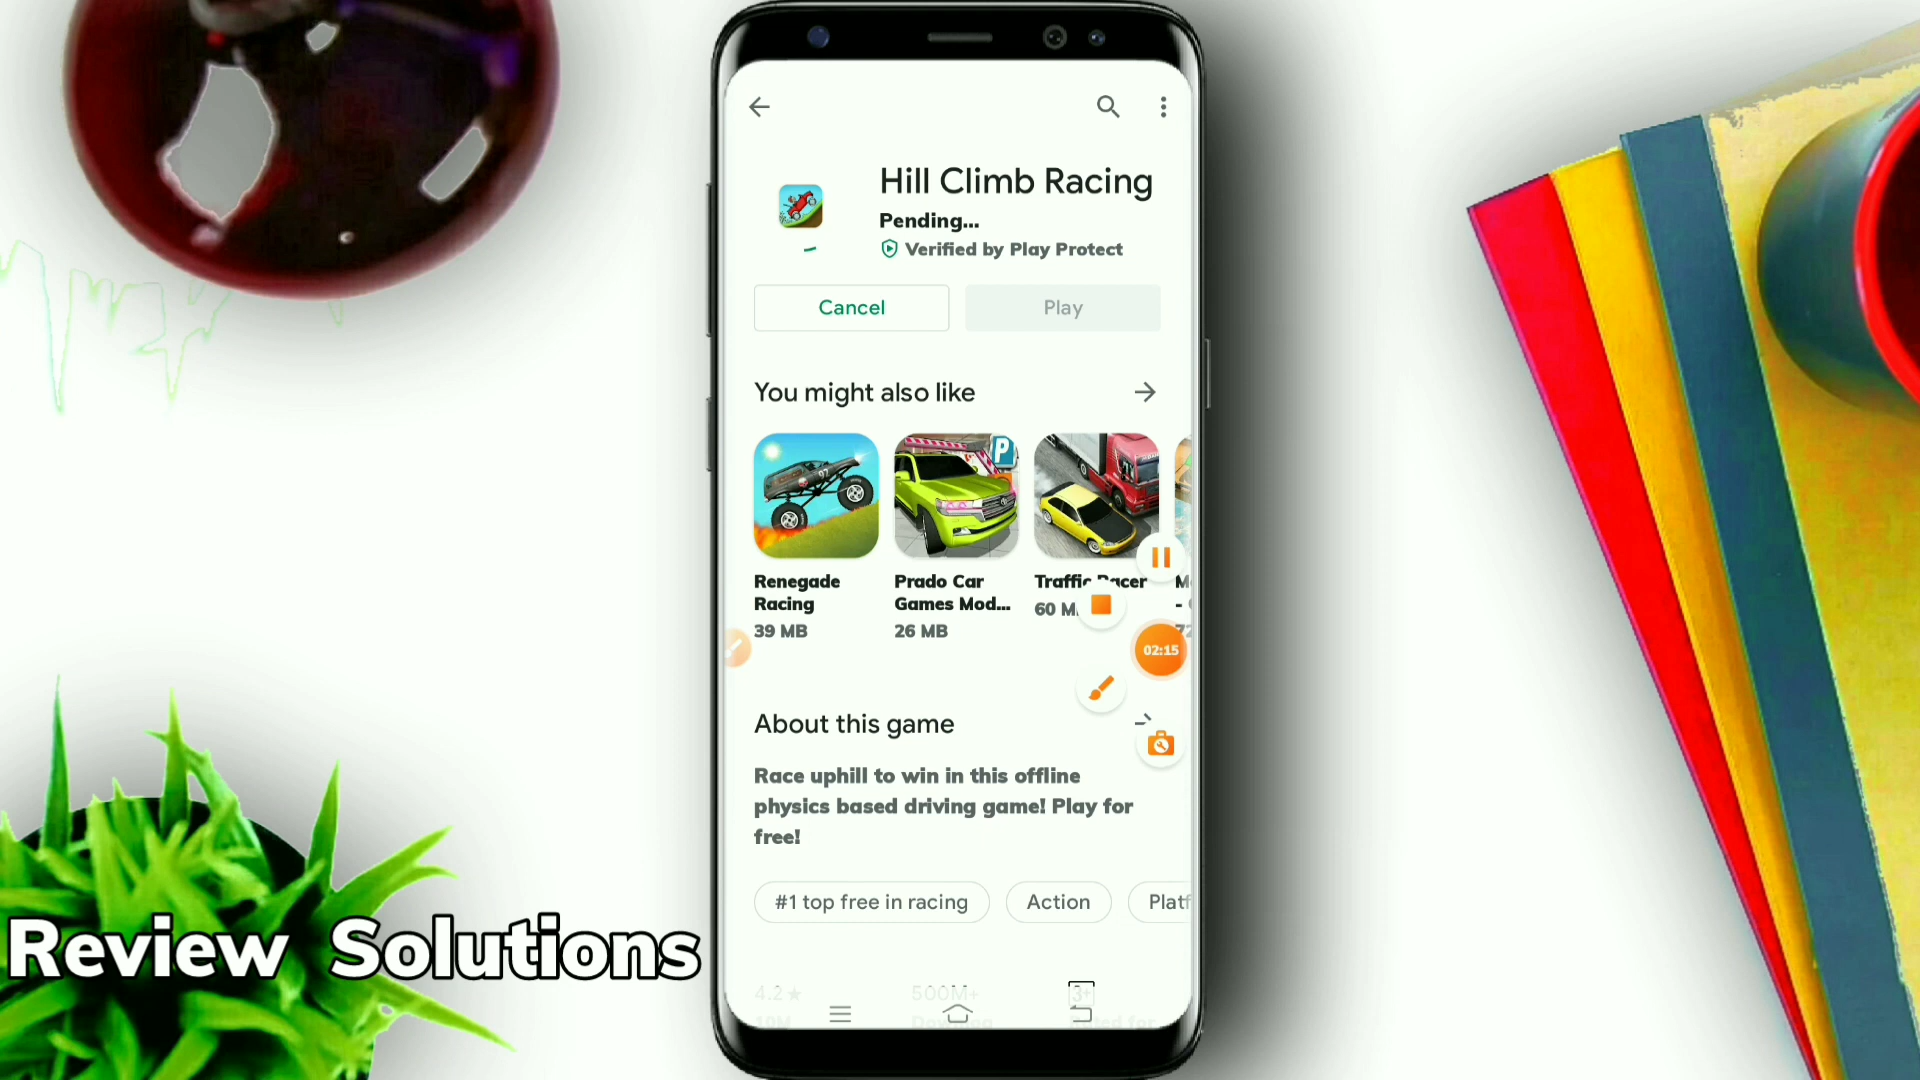 Hill Climb Racing
Pending...
Verified by Play Protect
Cancel
Play
You might also like
Renegade
Racing
39 MB
Prado Car
Games Mod...
26 MB
Traffic Racer
60 M
02:15
About this game
Race uphill to win in this offline
physics based driving game! Play for
free!
#1 top free in racing
Action
Platf
4.2★
500M+
3+
10M
Review Solutions